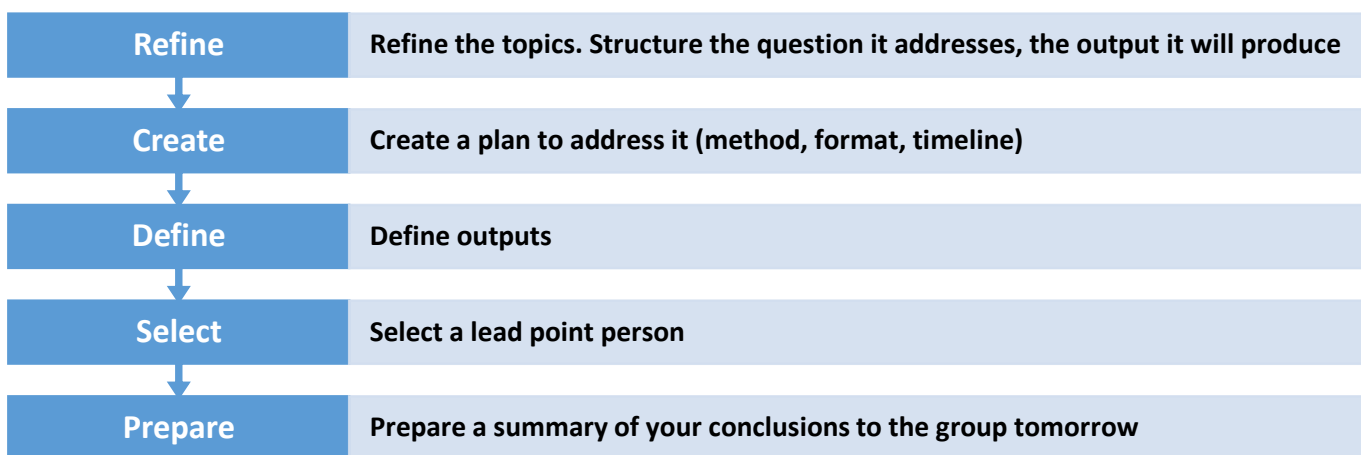 Refine
Refine the topics. Structure the question it addresses, the output it will produce
Create
Create a plan to address it (method, format, timeline)
Define
Define outputs
Select
Select a lead point person
Prepare
Prepare a summary of your conclusions to the group tomorrow